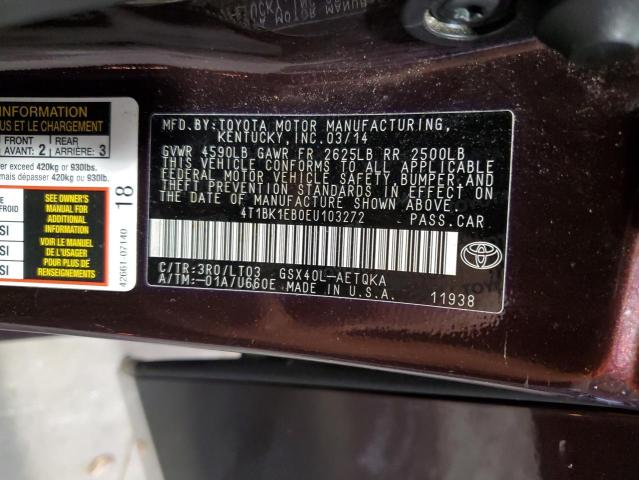 INFORMATION
US ET LE CHARGEMENT
FRONT
AVANT: 2
REAR
ARRIÈRE: 3
er exceed 420kg or 930lbs.
mais dépasser 420kg ou 930 lb.
SEE OWNER'S
MANUAL FOR
ADDITIONAL
INFORMATION
VOIR LE MANUEL
DE L'USAGER
POUR PLUS DE
RENSEIGNEMENTS
18
42661-07140
MFD.BY:TOYOTA MOTOR MANUFACTURING,
KENTUCKY, INC.03/14
GVWR 4590LB GAWR FR 2625LB RR 2500LB
THIS VEHICLE CONFORMS TO ALL APPLICABLE
FEDERAL MOTOR VEHICLE SAFETY, BUMPER, AND
THEFT PREVENTION STANDARDS IN EFFECT ON
THE DATE OF MANUFACTURE SHOWN ABOVE.
4T1BK1EB0EU103272 PASS.CAR
C/TR:3R0/LT03 GSX40L-AETQKA
A/TM:-01A/U660E MADE IN U.S.A.
11938